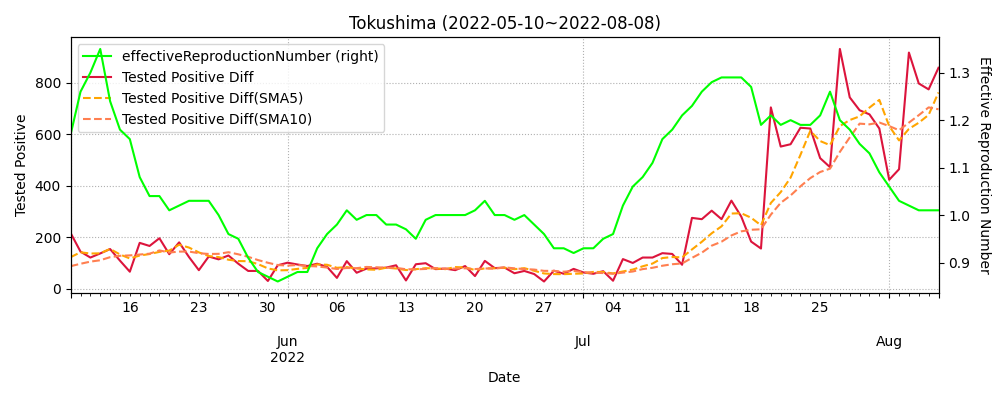 Tokushima (2022-05-10~2022-08-08)
effectiveReproductionNumber (right)
Tested Positive Diff
Tested Positive Diff(SMA5)
Tested Positive Diff(SMA10)
Tested Positive
800
600
400
200
0
Effective Reproduction Number
1.3
1.2
1.1
1.0
0.9
16 23 30 06 13 20 27 04 11 18 25
Jun Jul Aug
2022
Date